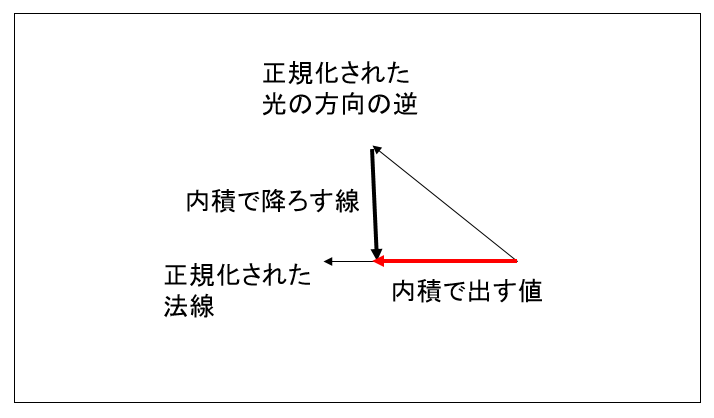 正規化された
光の方向の逆
内積で降ろす線
正規化された
法線
内積で出す値